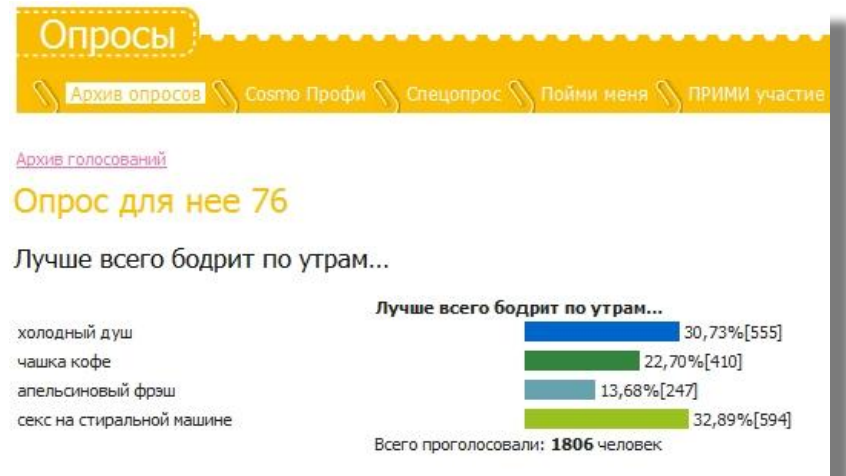 Опросы
Архив опросов Cosmo Профи Спецопрос Пойми меня ПРИМИ участие
Архив голосований
Опрос для нее 76
Лучше всего бодрит по утрам...
Лучше всего бодрит по утрам...
холодный душ 30,73%[555]
чашка кофе 22,70%[410]
апельсиновый фрэш 13,68%[247]
секс на стиральной машине 32,89%[594]
Всего проголосовали: 1806 человек